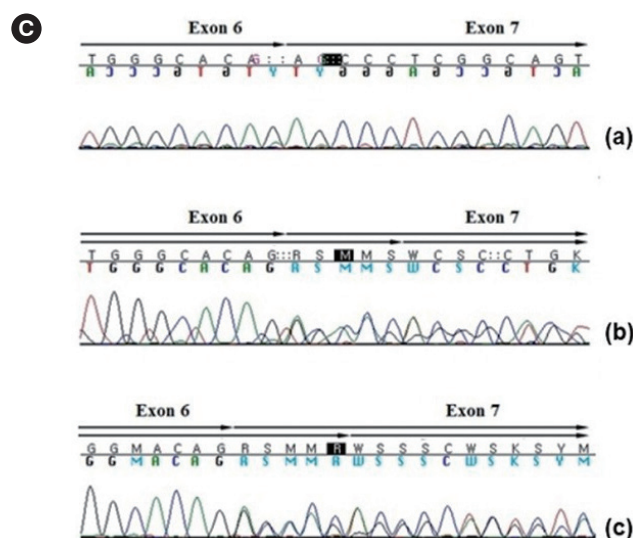 C
Exon 6 Exon 7
T G G G C A C A G : : A G C C C T C G G C A G T
A C C C G T G T Y T Y G G G A G C C G T C A
(a)
Exon 6 Exon 7
T G G G C A C A G ::: R S M M S W C S C :: C T G K
T G G G C A C A G R S M M S W C S C C T G K
(b)
Exon 6 Exon 7
G G M A C A G R S M M R W S S S C W S K S Y M
G G M A C A G R S M M R W S S S C W S K S Y M
(c)